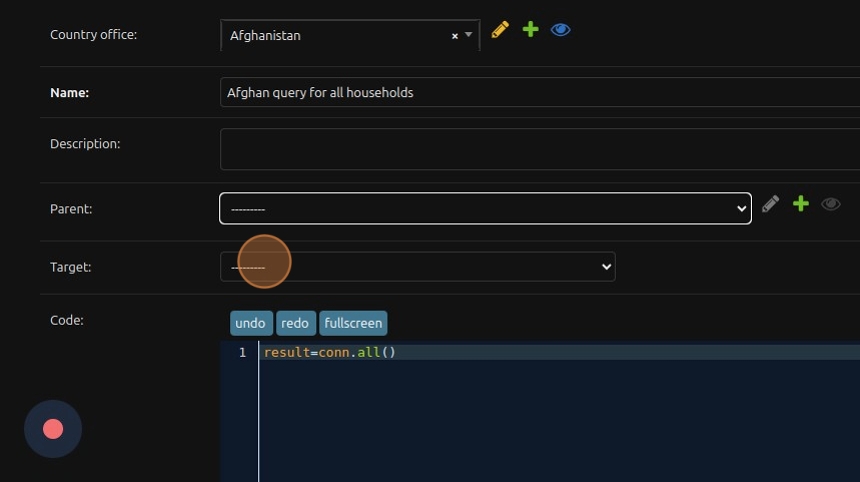 Country office: Afghanistan ×
Name: Afghan query for all households
Description:
Parent: ---------
Target: ---------
Code: undo redo fullscreen
1 result=conn.all()